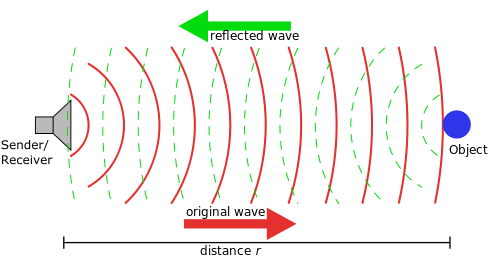 reflected wave
Sender/
Receiver
Object
original wave
distance r